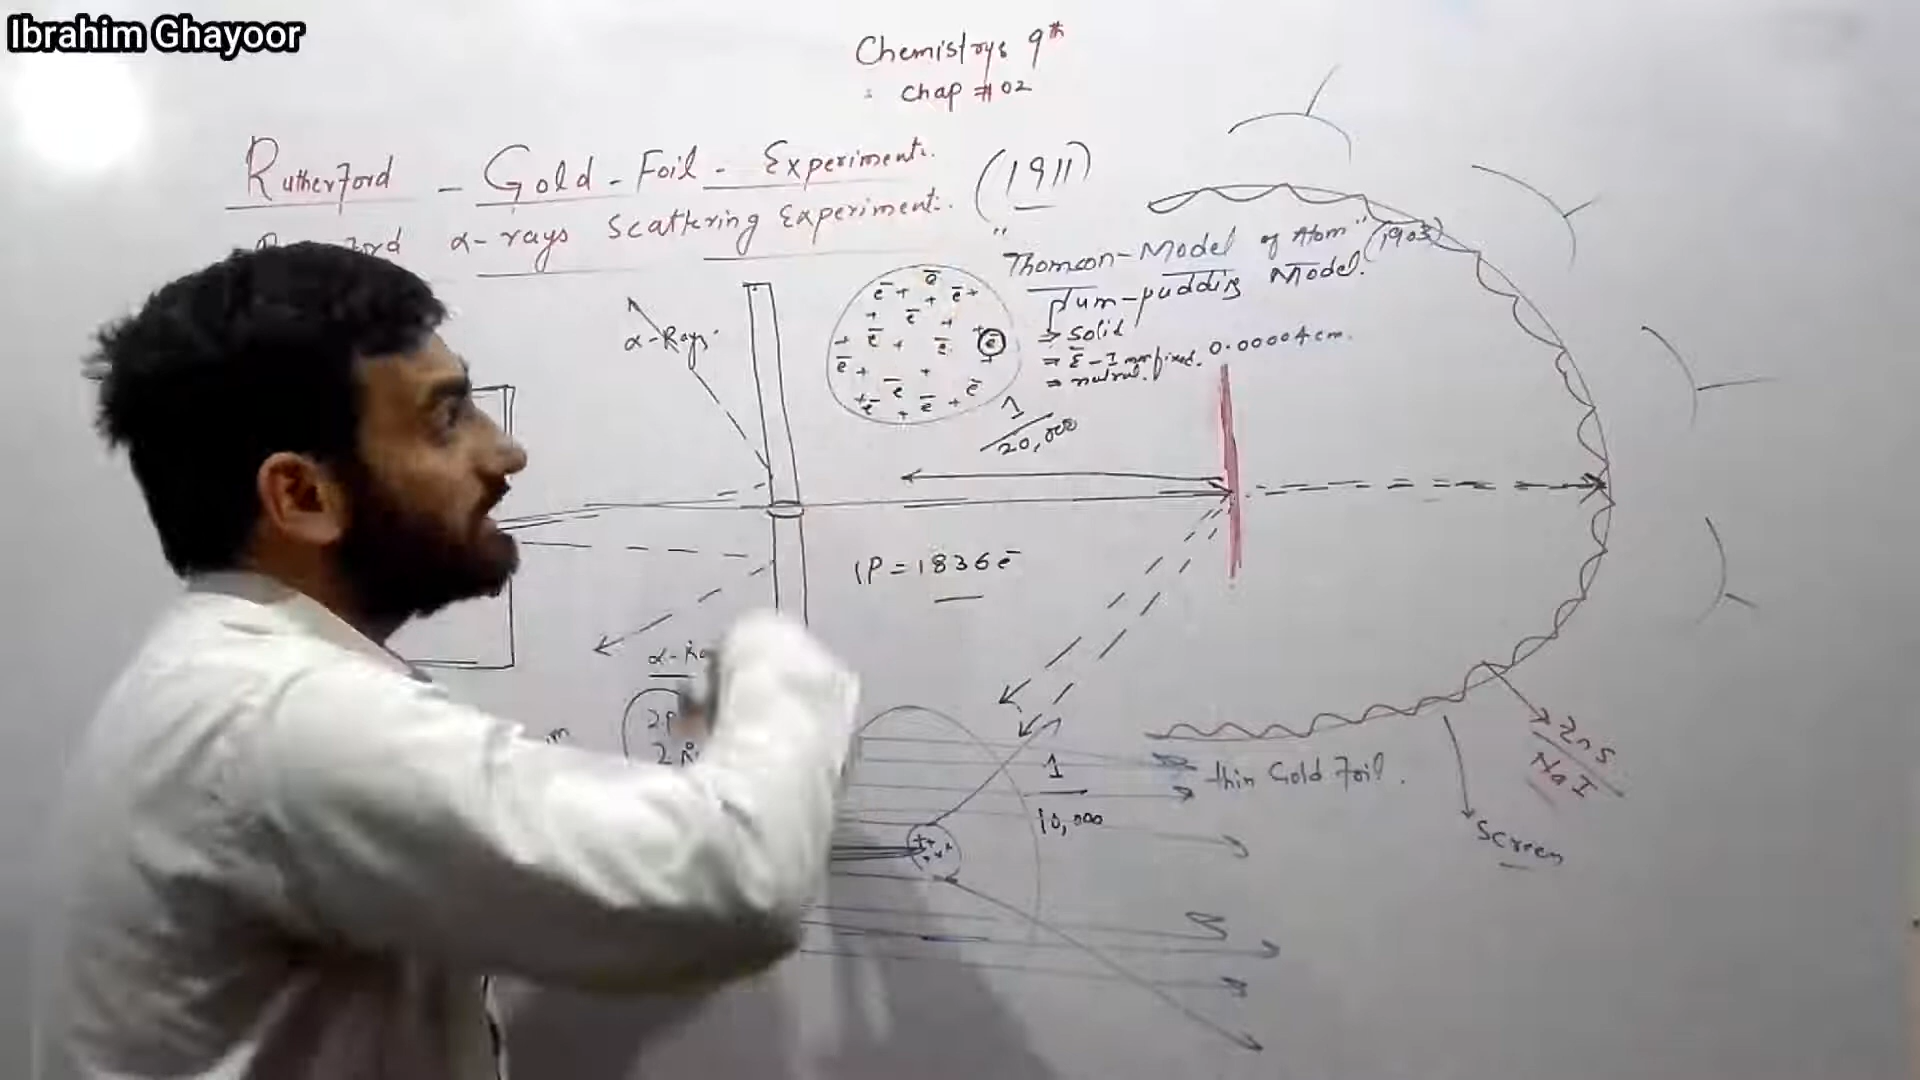 Ibrahim Ghayoor
Chemistry 9th
Chap # 02
Rutherford - Gold - Foil - Experiment.
(1911)
α-rays Scattering Experiment.
"Thomson-Model of Atom" (1903)
Plum-pudding Model.
⇒ Solid
0.00004 cm.
α-Rays
1/20,000
1P = 1836 e⁻
2P
1/10,000
thin Gold Foil.
ZnS
NaI
Screen